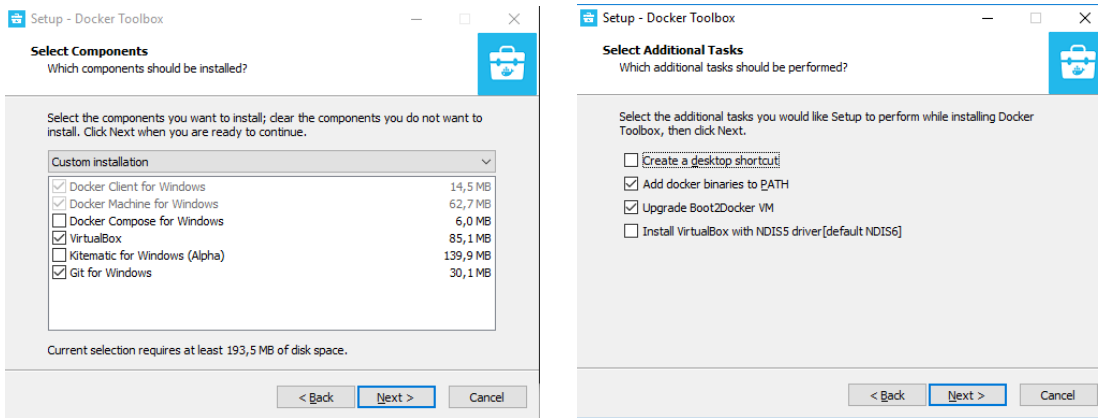 Setup - Docker Toolbox
Select Components
Which components should be installed?
Select the components you want to install; clear the components you do not want to
install. Click Next when you are ready to continue.
Custom installation
Docker Client for Windows 14,5 MB
Docker Machine for Windows 62,7 MB
Docker Compose for Windows 6,0 MB
VirtualBox 85,1 MB
Kitematic for Windows (Alpha) 139,9 MB
Git for Windows 30,1 MB
Current selection requires at least 193,5 MB of disk space.
< Back Next > Cancel
Setup - Docker Toolbox
Select Additional Tasks
Which additional tasks should be performed?
Select the additional tasks you would like Setup to perform while installing Docker
Toolbox, then click Next.
Create a desktop shortcut
Add docker binaries to PATH
Upgrade Boot2Docker VM
Install VirtualBox with NDIS5 driver[default NDIS6]
< Back Next > Cancel